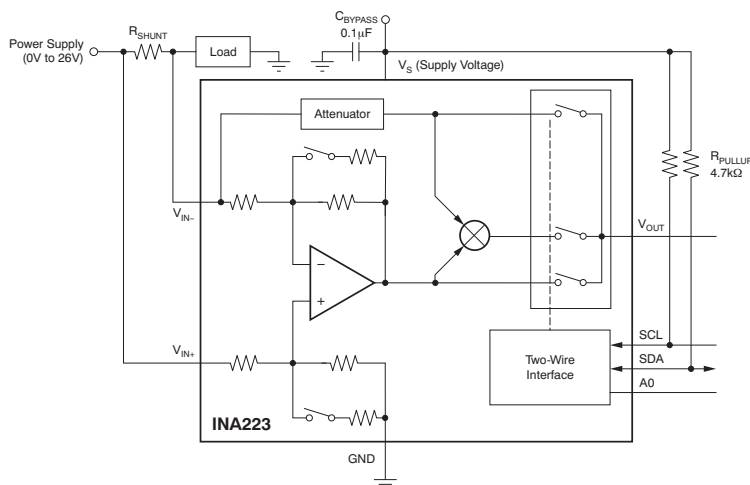 C_BYPASS
0.1µF
R_SHUNT
Power Supply
(0V to 26V)
Load
V_S (Supply Voltage)
Attenuator
R_PULLUP
4.7kΩ
V_IN−
V_OUT
−
+
V_IN+
SCL
SDA
A0
Two-Wire
Interface
INA223
GND